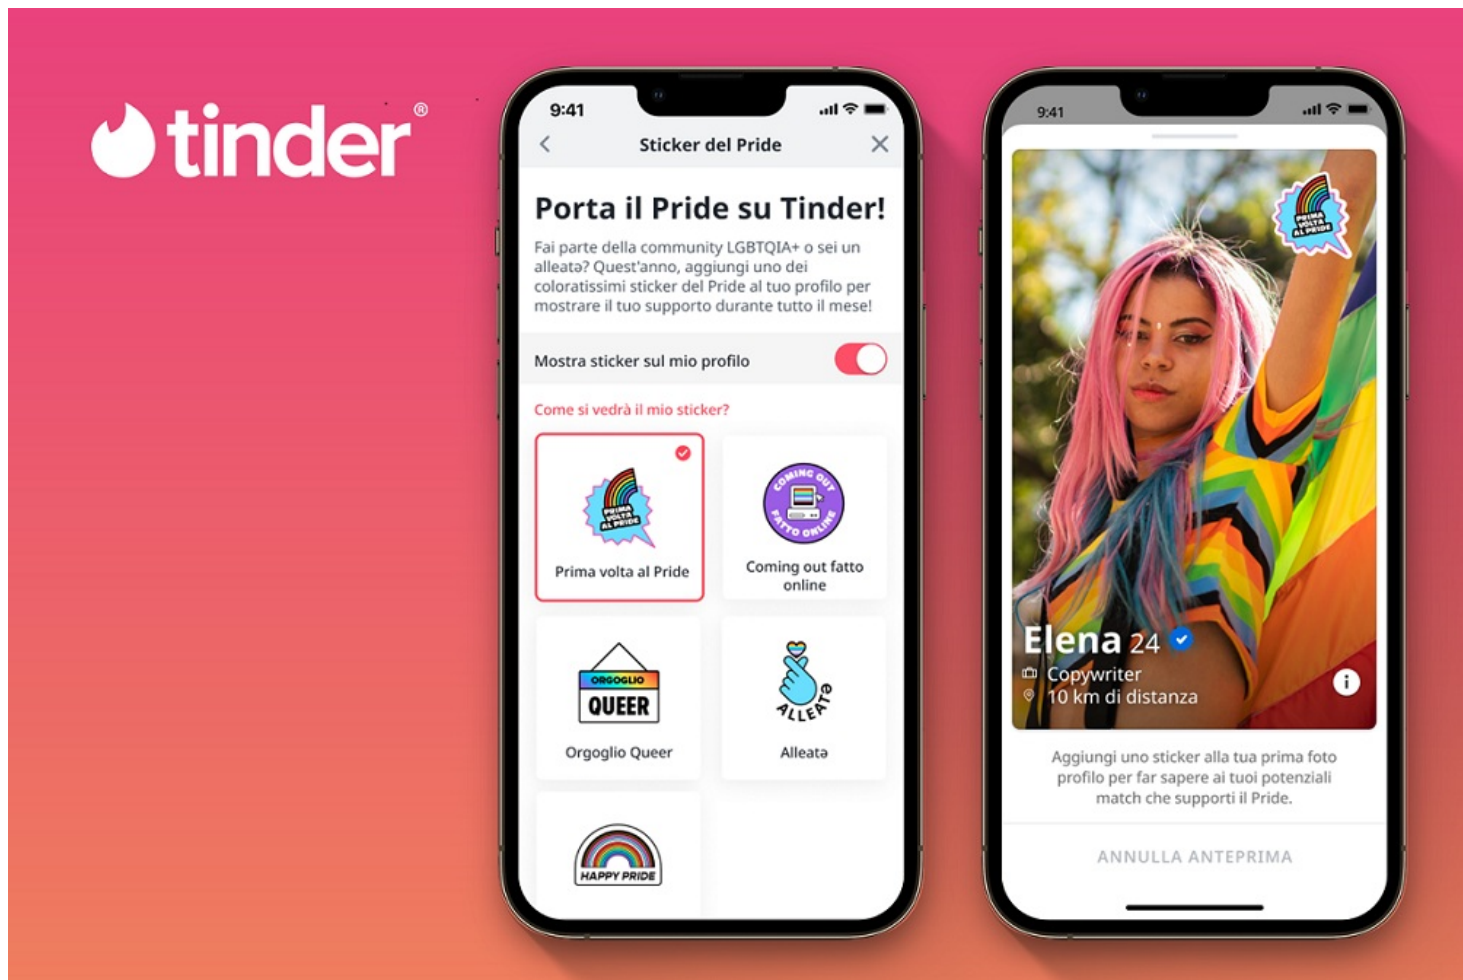 tinder®
9:41
Sticker del Pride
Porta il Pride su Tinder!
Fai parte della community LGBTQIA+ o sei un
alleatə? Quest'anno, aggiungi uno dei
coloratissimi sticker del Pride al tuo profilo per
mostrare il tuo supporto durante tutto il mese!
Mostra sticker sul mio profilo
Come si vedrà il mio sticker?
PRIMA
VOLTA
AL PRIDE
Prima volta al Pride
COMING OUT
FATTO ONLINE
Coming out fatto
online
ORGOGLIO
QUEER
Orgoglio Queer
ALLEATə
Alleatə
HAPPY PRIDE
9:41
PRIMA
VOLTA
AL PRIDE
Elena 24
Copywriter
10 km di distanza
i
Aggiungi uno sticker alla tua prima foto
profilo per far sapere ai tuoi potenziali
match che supporti il Pride.
ANNULLA ANTEPRIMA